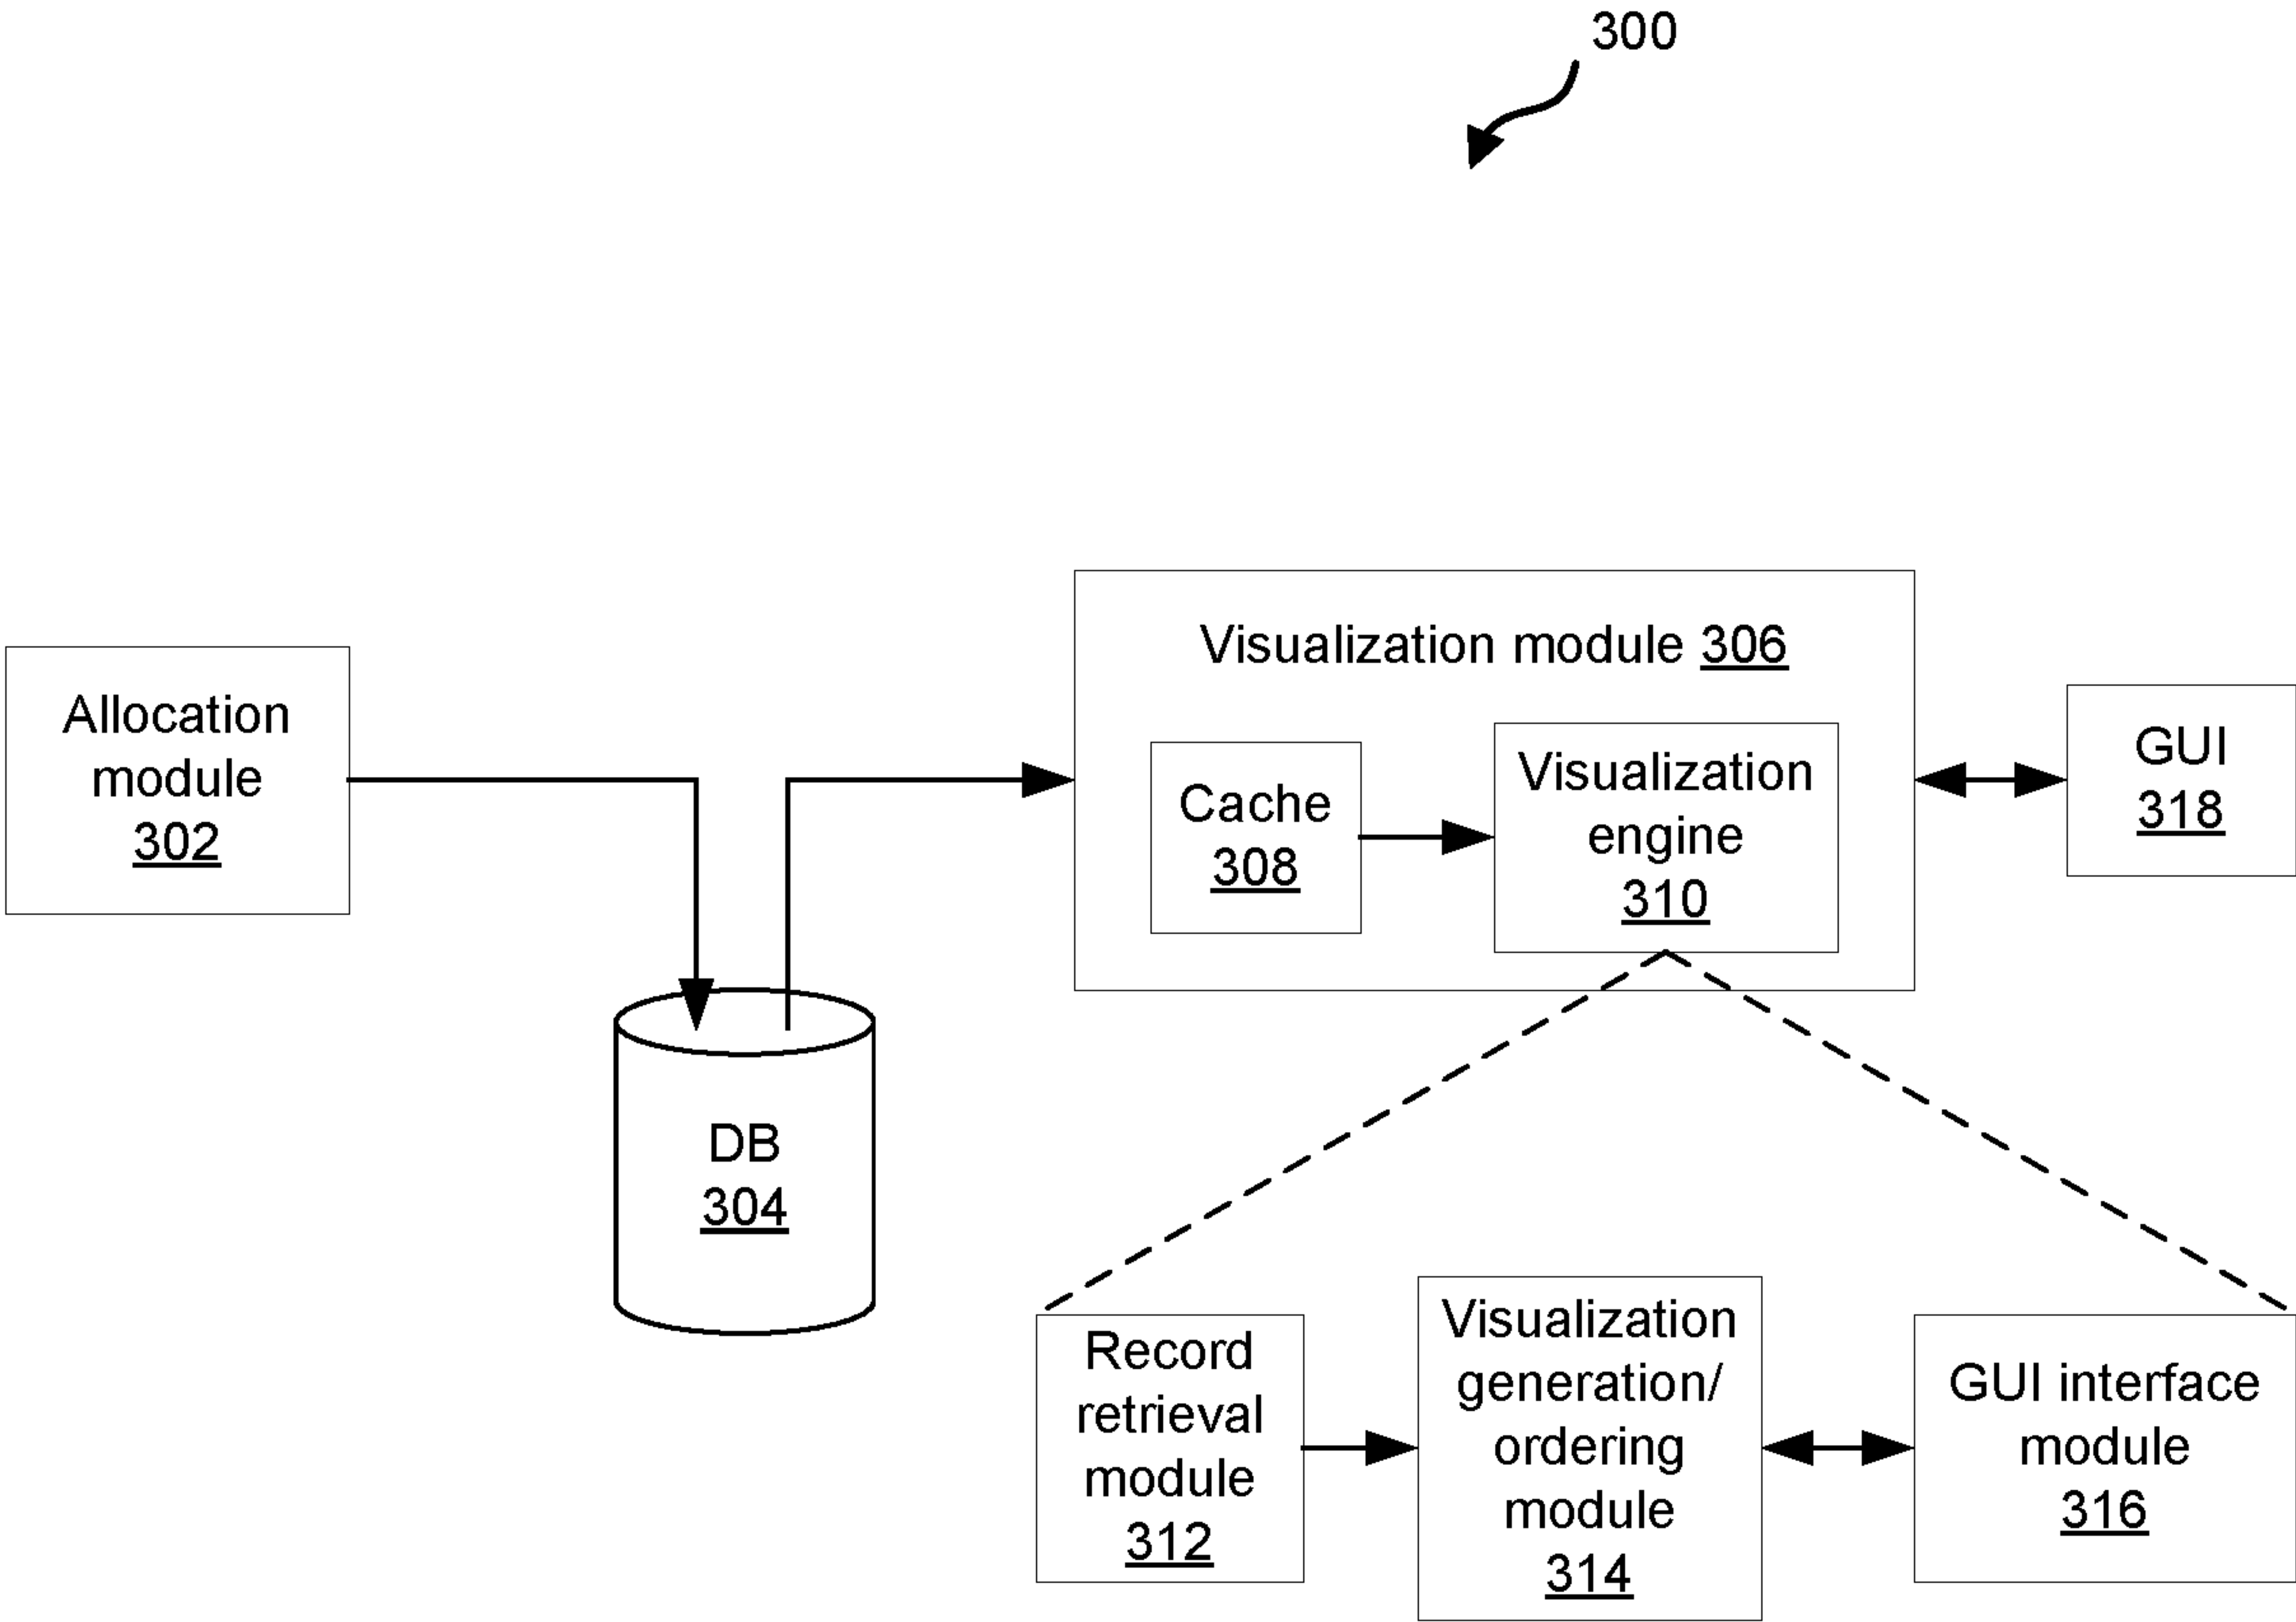 300
Visualization module 306
Allocation
module
302
Cache
308
Visualization
engine
310
GUI
318
DB
304
Record
retrieval
module
312
Visualization
generation/
ordering
module
314
GUI interface
module
316